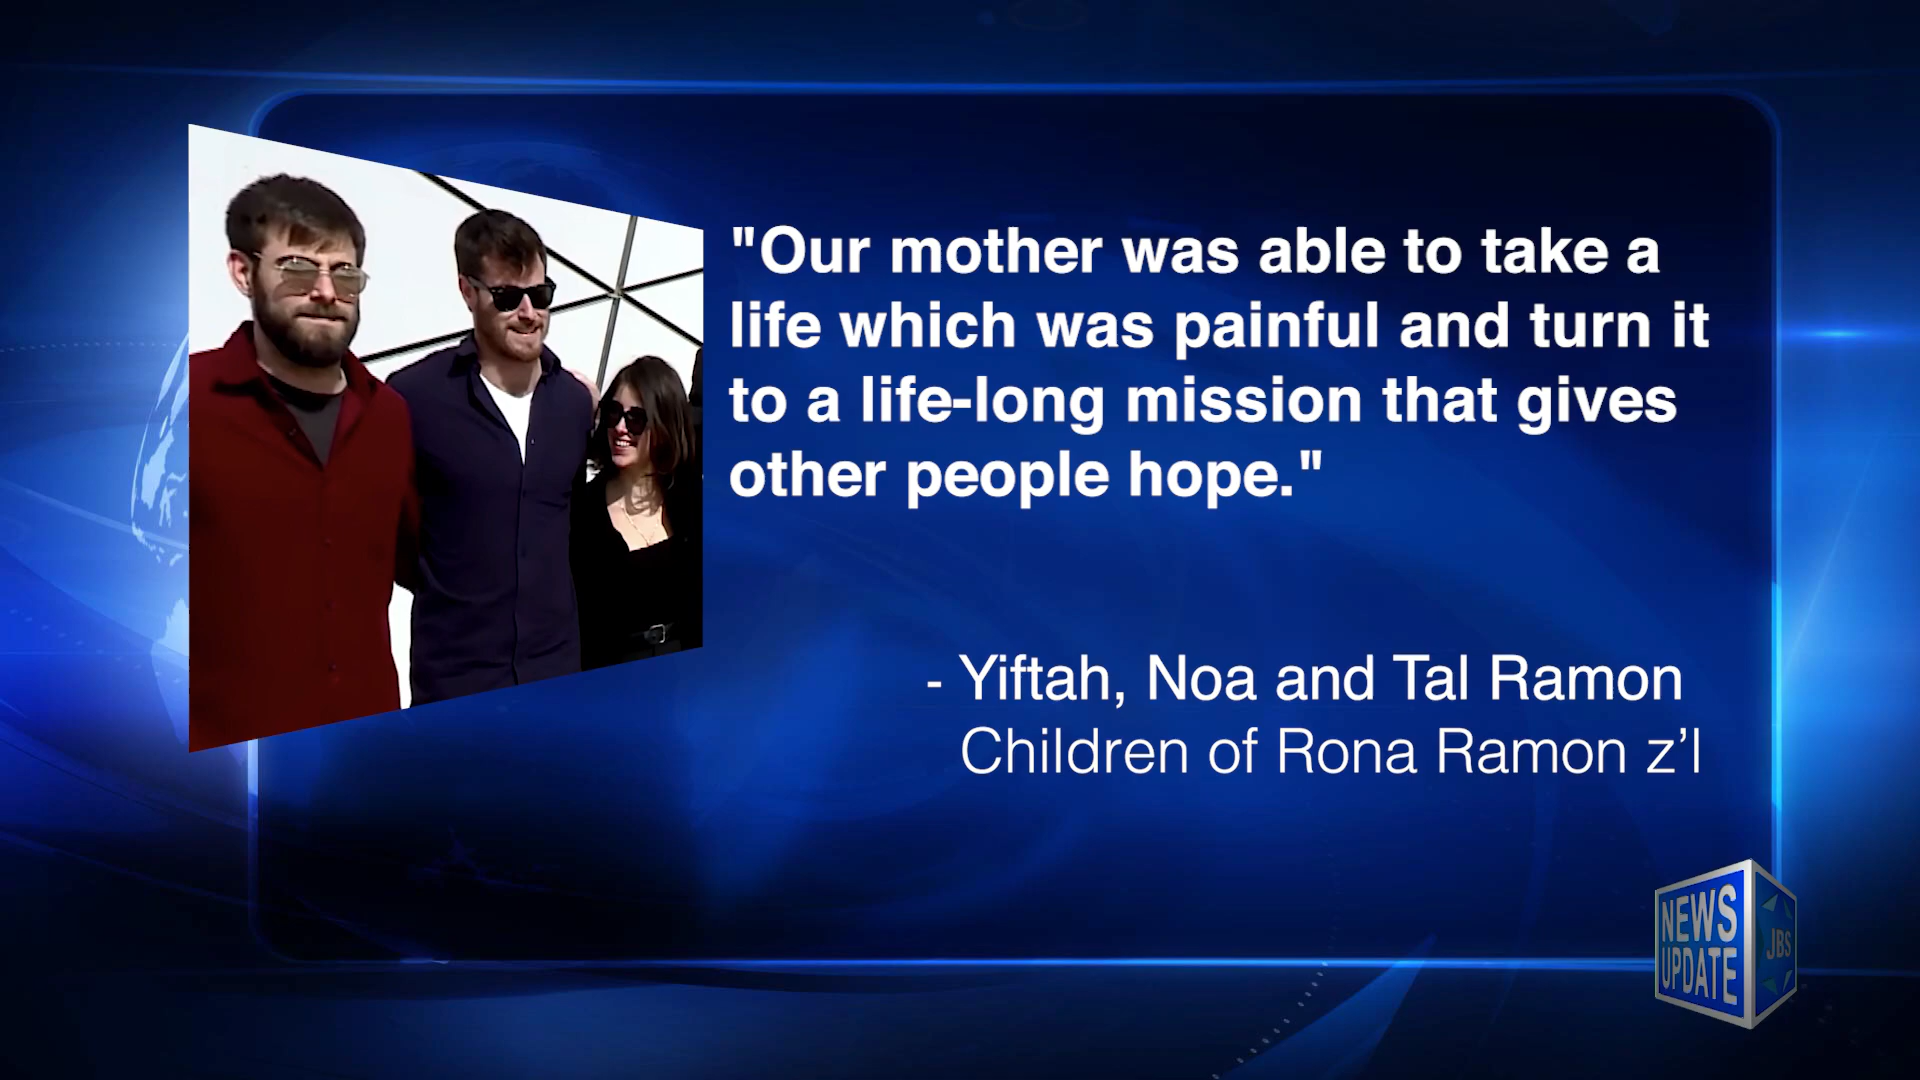 "Our mother was able to take a
life which was painful and turn it
to a life-long mission that gives
other people hope."
- Yiftah, Noa and Tal Ramon
Children of Rona Ramon z'l
NEWS
UPDATE
JBS